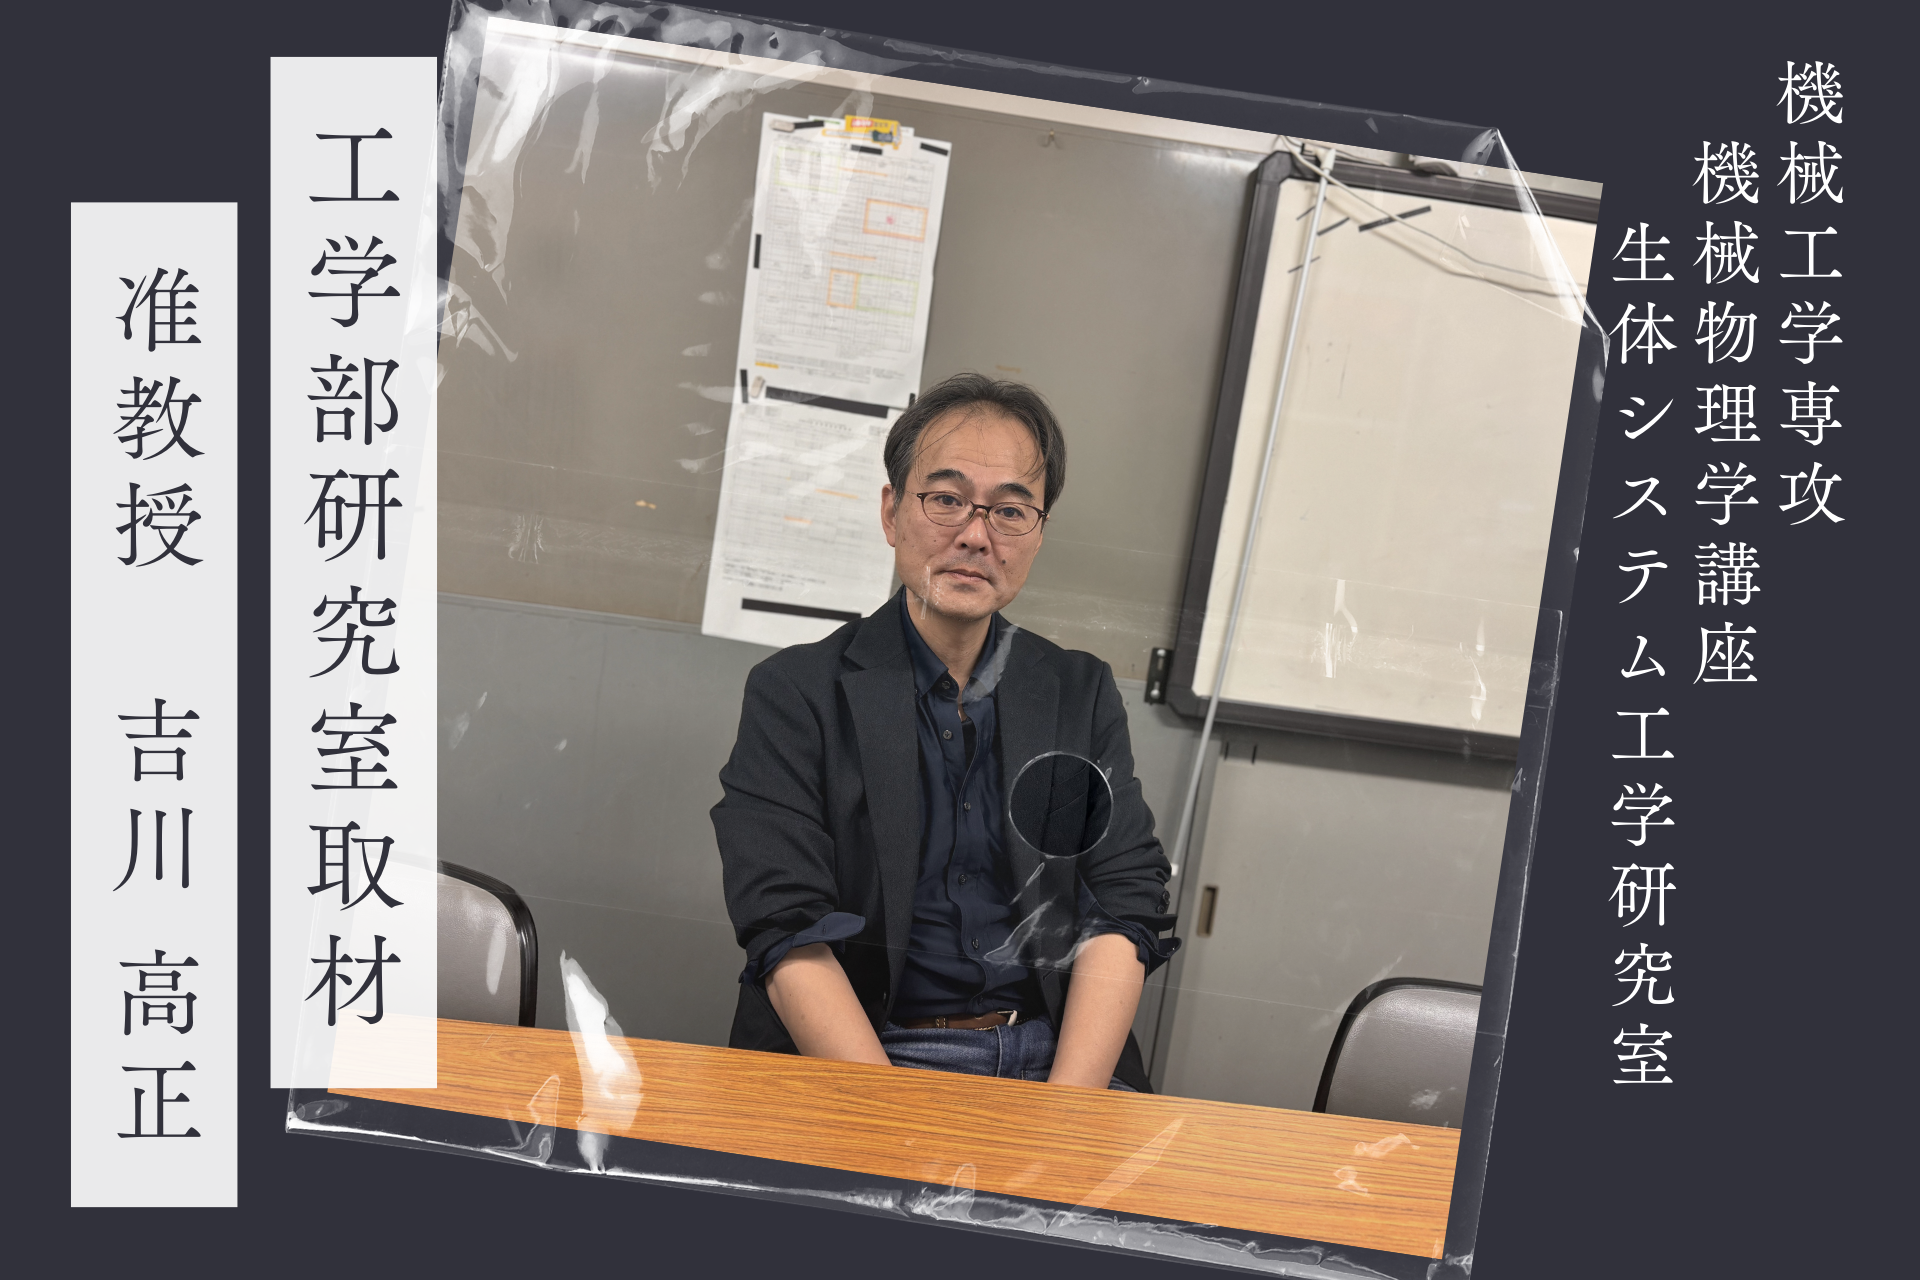 機械工学専攻
機械物理学講座
生体システム工学研究室
工学部研究室取材
准教授 吉川 高正